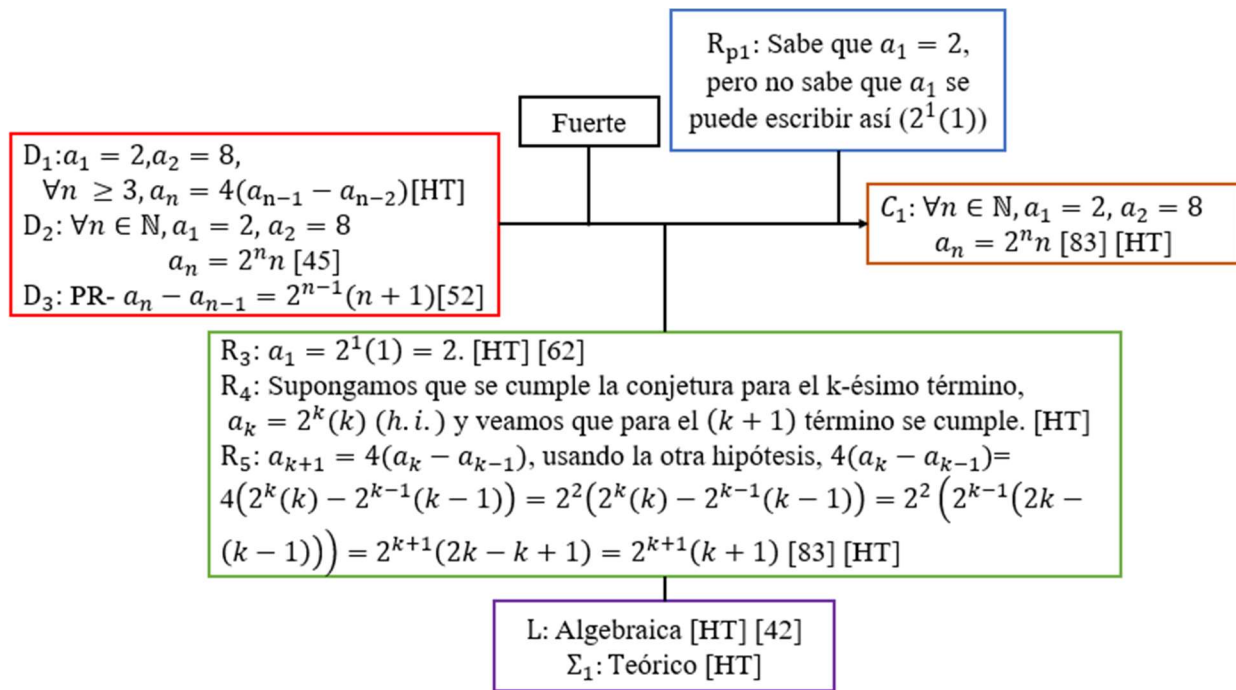 R_{p1}: Sabe que a_1 = 2,
pero no sabe que a_1 se
puede escribir así (2^1(1))
Fuerte
D_1:a_1 = 2,a_2 = 8,
∀n ≥ 3, a_n = 4(a_{n−1} − a_{n−2})[HT]
D_2: ∀n ∈ ℕ, a_1 = 2, a_2 = 8
a_n = 2^n n [45]
D_3: PR- a_n − a_{n−1} = 2^{n−1}(n + 1)[52]
C_1: ∀n ∈ ℕ, a_1 = 2, a_2 = 8
a_n = 2^n n [83] [HT]
R_3: a_1 = 2^1(1) = 2. [HT] [62]
R_4: Supongamos que se cumple la conjetura para el k-ésimo término,
a_k = 2^k(k) (h.i.) y veamos que para el (k + 1) término se cumple. [HT]
R_5: a_{k+1} = 4(a_k − a_{k−1}), usando la otra hipótesis, 4(a_k − a_{k−1})=
4(2^k(k) − 2^{k−1}(k − 1)) = 2^2(2^k(k) − 2^{k−1}(k − 1)) = 2^2(2^{k−1}(2k −
(k − 1))) = 2^{k+1}(2k − k + 1) = 2^{k+1}(k + 1) [83] [HT]
L: Algebraica [HT] [42]
Σ_1: Teórico [HT]